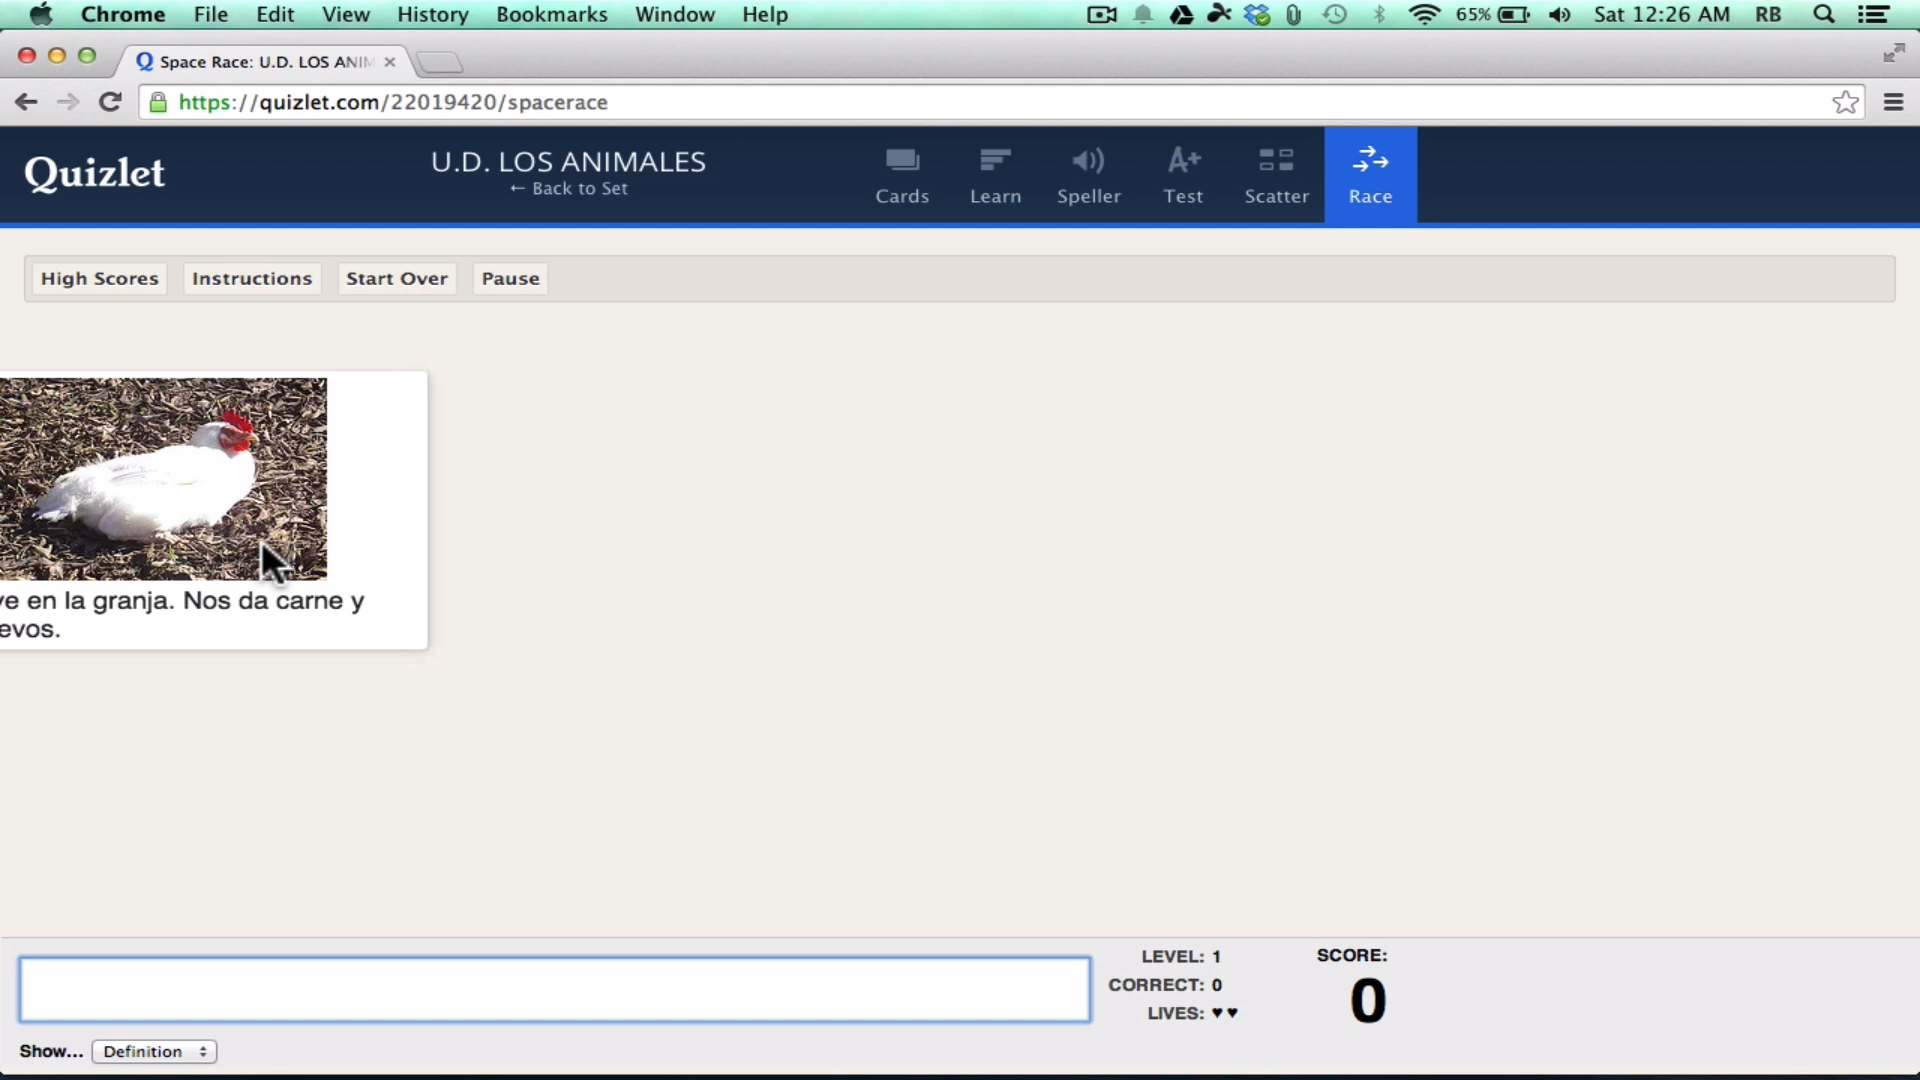 Chrome File Edit View History Bookmarks Window Help 65% Sat 12:26 AM RB
Space Race: U.D. LOS ANIM
https://quizlet.com/22019420/spacerace
Quizlet
U.D. LOS ANIMALES
← Back to Set
Cards Learn Speller Test Scatter Race
High Scores Instructions Start Over Pause
ve en la granja. Nos da carne y
evos.
LEVEL: 1
CORRECT: 0
LIVES: ♥♥
SCORE:
0
Show... Definition